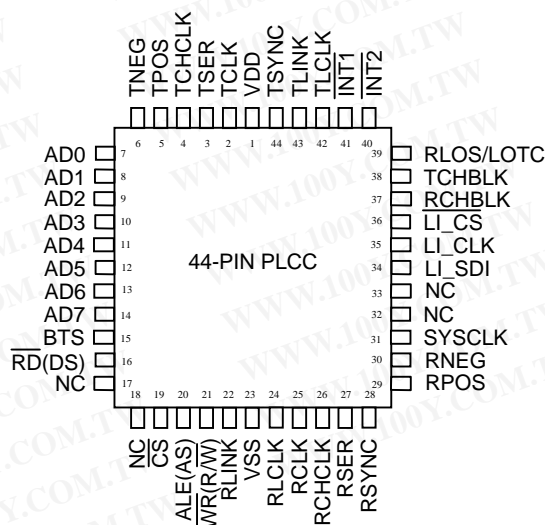 TNEG
TPOS
TCHCLK
TSER
TCLK
VDD
TSYNC
TLINK
TLCLK
INT1
INT2
6 5 4 3 2 1 44 43 42 41 40
AD0 7
AD1 8
AD2 9
AD3 10
AD4 11
AD5 12
AD6 13
AD7 14
BTS 15
RD(DS) 16
NC 17
44-PIN PLCC
39 RLOS/LOTC
38 TCHBLK
37 RCHBLK
36 LI_CS
35 LI_CLK
34 LI_SDI
33 NC
32 NC
31 SYSCLK
30 RNEG
29 RPOS
18 19 20 21 22 23 24 25 26 27 28
NC
CS
ALE(AS)
WR(R/W)
RLINK
VSS
RLCLK
RCLK
RCHCLK
RSER
RSYNC
WWW.100Y.COM.TW